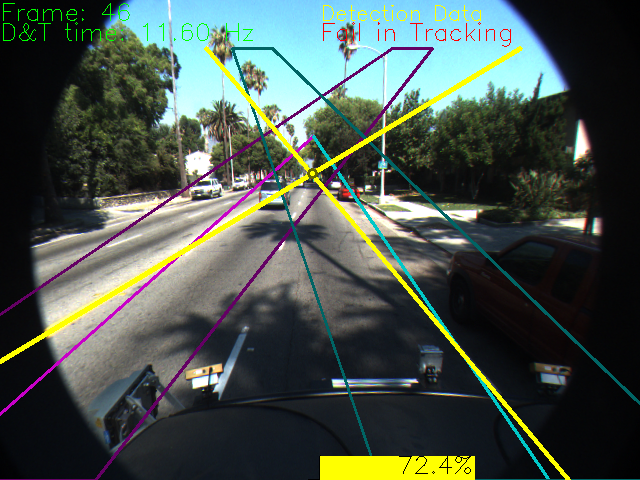 Frame: 46
Detection Data
D&T time: 11.60 Hz
Fail in Tracking
72.4%